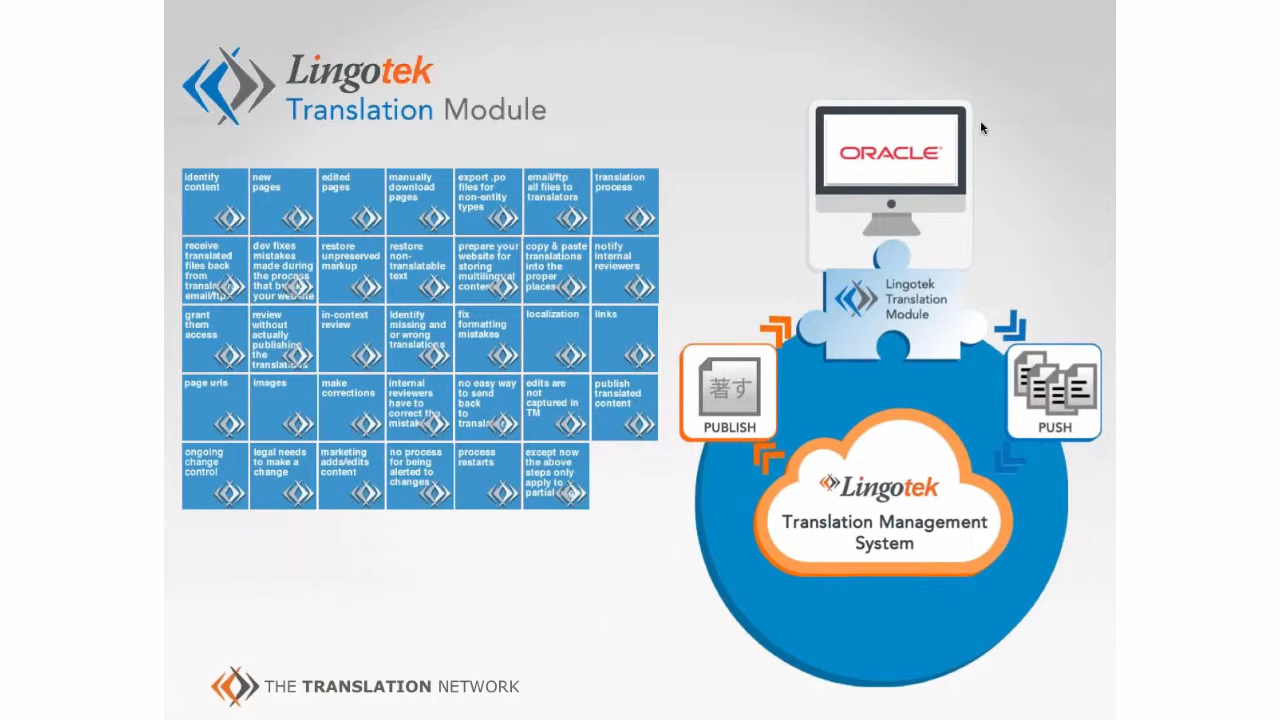 Lingotek
Translation Module
identify
content
new
pages
edited
pages
manually
download
pages
export .po
files for
non-entity
types
email/ftp
all files to
translators
translation
process
receive
translated
files back
from
email/ftp
dev fixes
mistakes
made during
the process
that
your website
restore
unpreserved
markup
restore
non-
translatable
text
prepare your
website for
storing
multilingual
content
copy & paste
translations
into the
proper
places
notify
internal
reviewers
grant
them
access
review
without
actually
publishing
the
translations
in-context
review
Identify
missing and
or wrong
translations
fix
formatting
mistakes
localization
links
page urls
images
make
corrections
internal
reviewers
have to
correct the
no easy way
to send
back
to
edits are
not
captured in
TM
publish
translated
content
ongoing
change
control
legal needs
to make a
change
marketing
adds/edits
content
no process
for being
alerted to
changes
process
restarts
except now
the above
steps only
apply to
ORACLE
Lingotek
Translation
Module
著す
PUBLISH
PUSH
Lingotek
Translation Management
System
THE TRANSLATION NETWORK